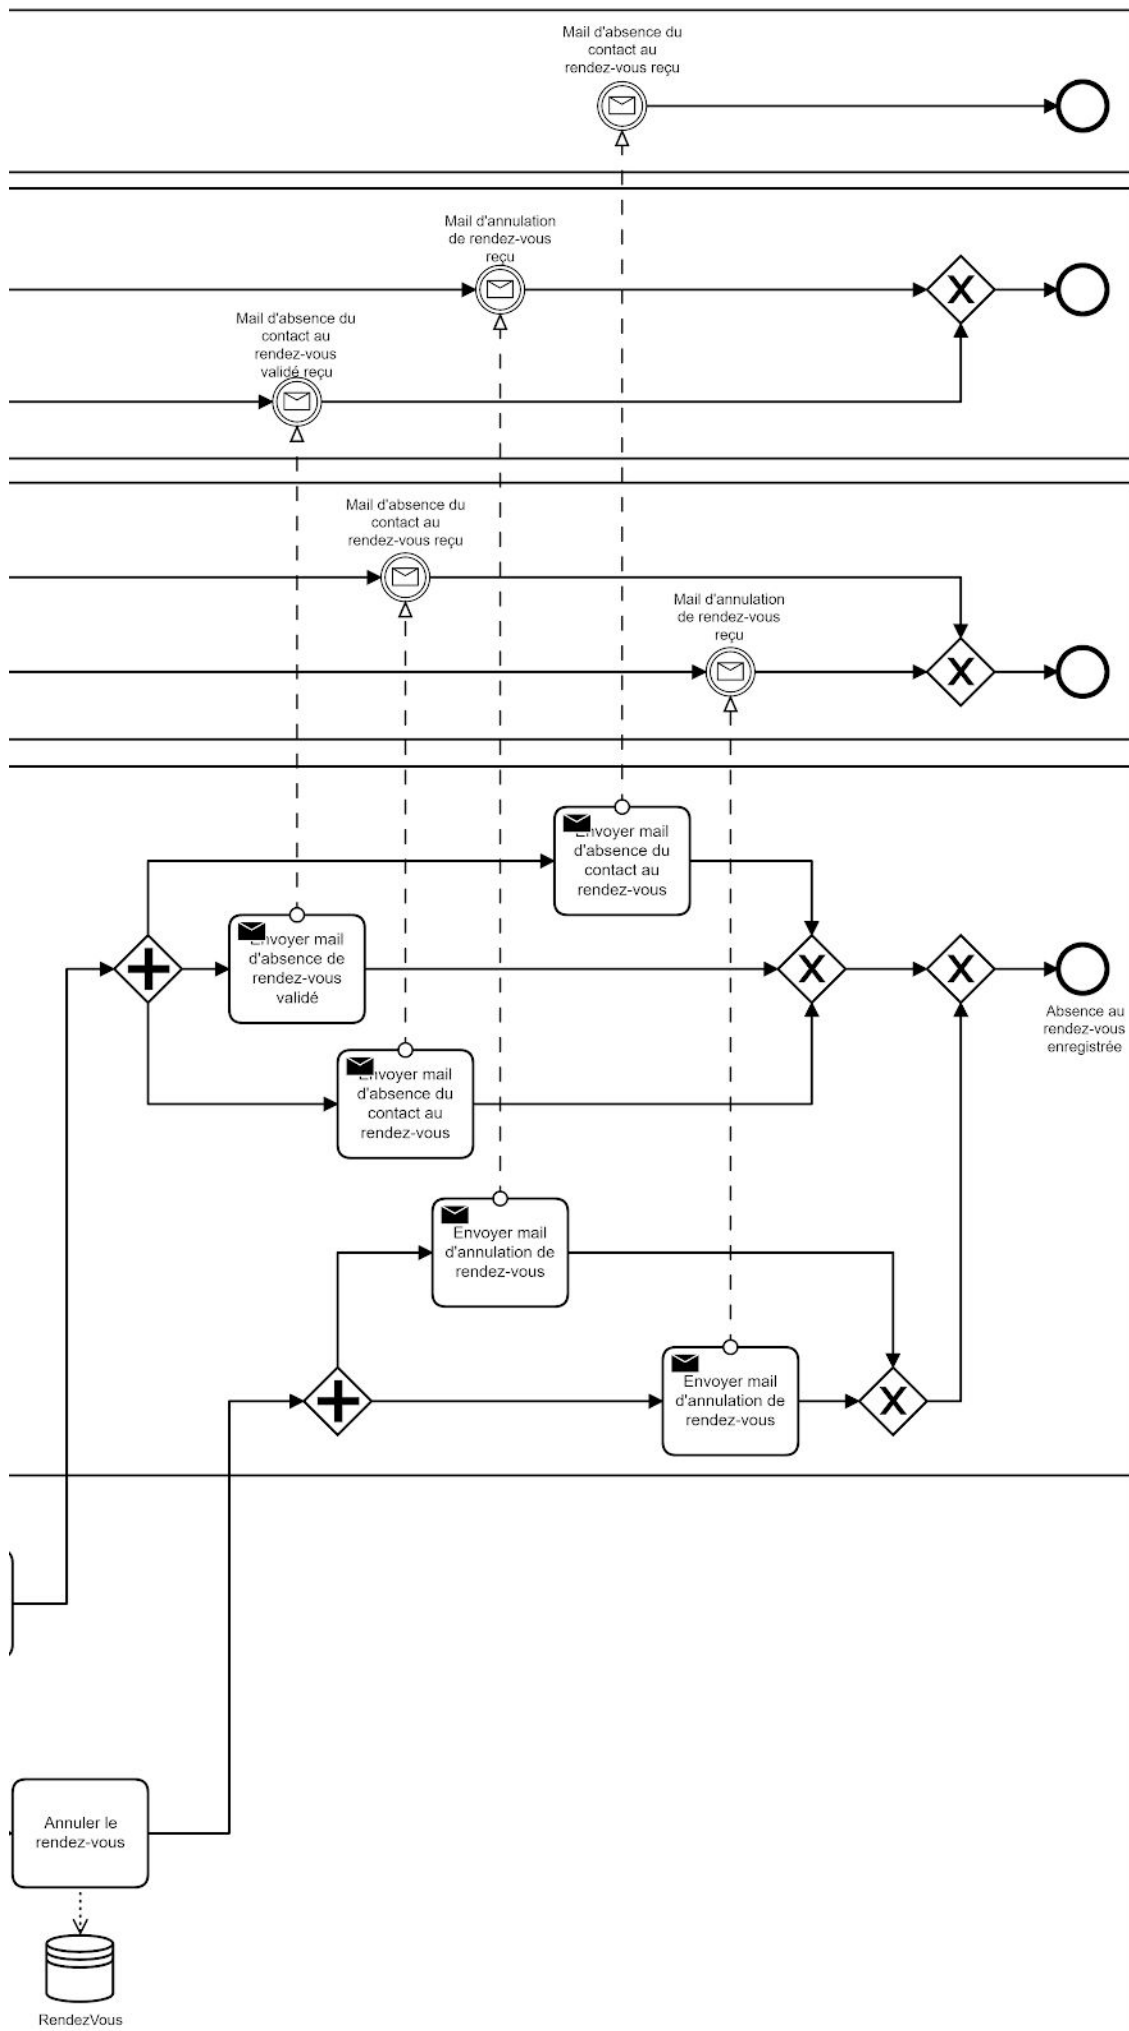 Mail d'absence du
contact au
rendez-vous reçu
Mail d'annulation
de rendez-vous
reçu
Mail d'absence du
contact au
rendez-vous
validé reçu
Mail d'absence du
contact au
rendez-vous reçu
Mail d'annulation
de rendez-vous
reçu
Envoyer mail
d'absence du
contact au
rendez-vous
Envoyer mail
d'absence de
rendez-vous
validé
Absence au
rendez-vous
enregistrée
Envoyer mail
d'absence du
contact au
rendez-vous
Envoyer mail
d'annulation de
rendez-vous
Envoyer mail
d'annulation de
rendez-vous
Annuler le
rendez-vous
RendezVous